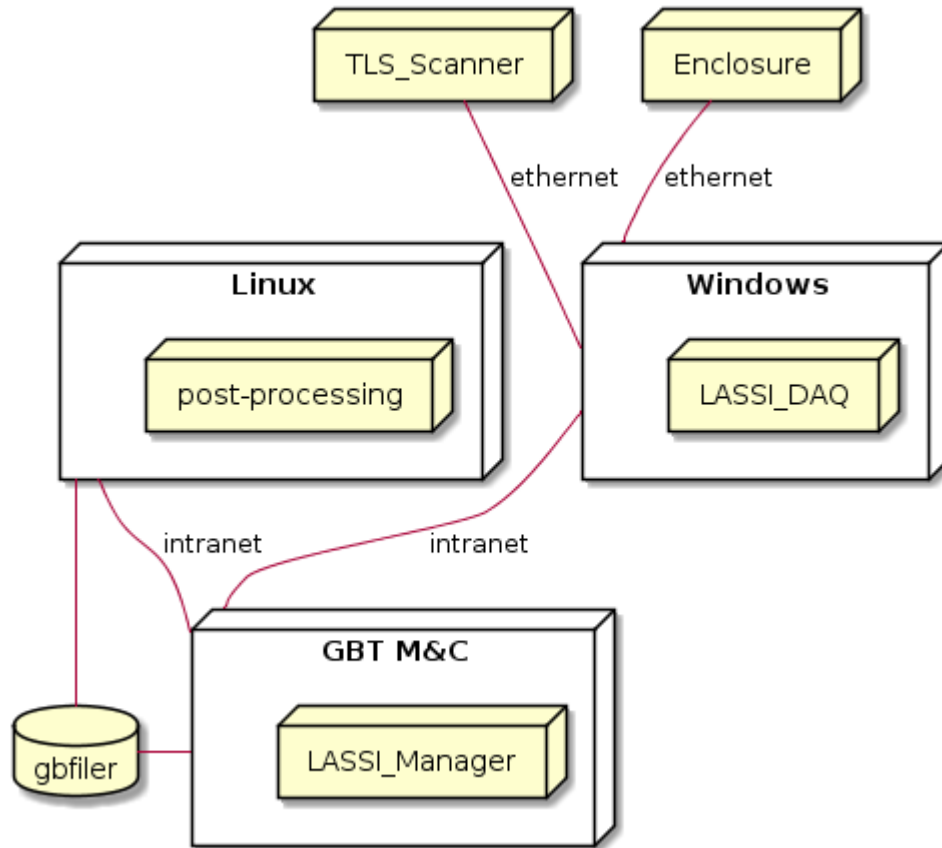 TLS_Scanner
Enclosure
ethernet
ethernet
Linux
Windows
post-processing
LASSI_DAQ
intranet
intranet
GBT M&C
gbfiler
LASSI_Manager